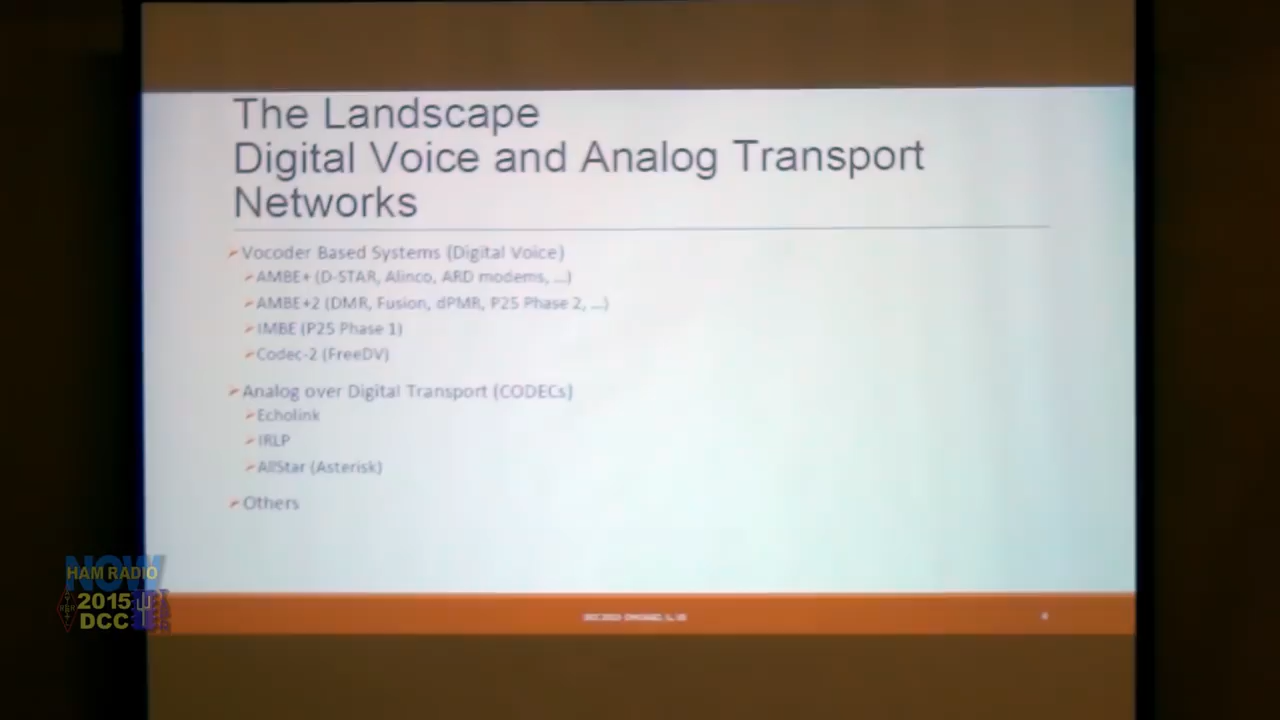 The Landscape
Digital Voice and Analog Transport
Networks
Vocoder Based Systems (Digital Voice)
AMBE+ (D-STAR, Alinco, ARD modems, ...)
AMBE+2 (DMR, Fusion, dPMR, P25 Phase 2, ...)
IMBE (P25 Phase 1)
Codec-2 (FreeDV)
Analog over Digital Transport (CODECs)
Echolink
IRLP
AllStar (Asterisk)
Others
NOW
HAM RADIO
2015
DCC